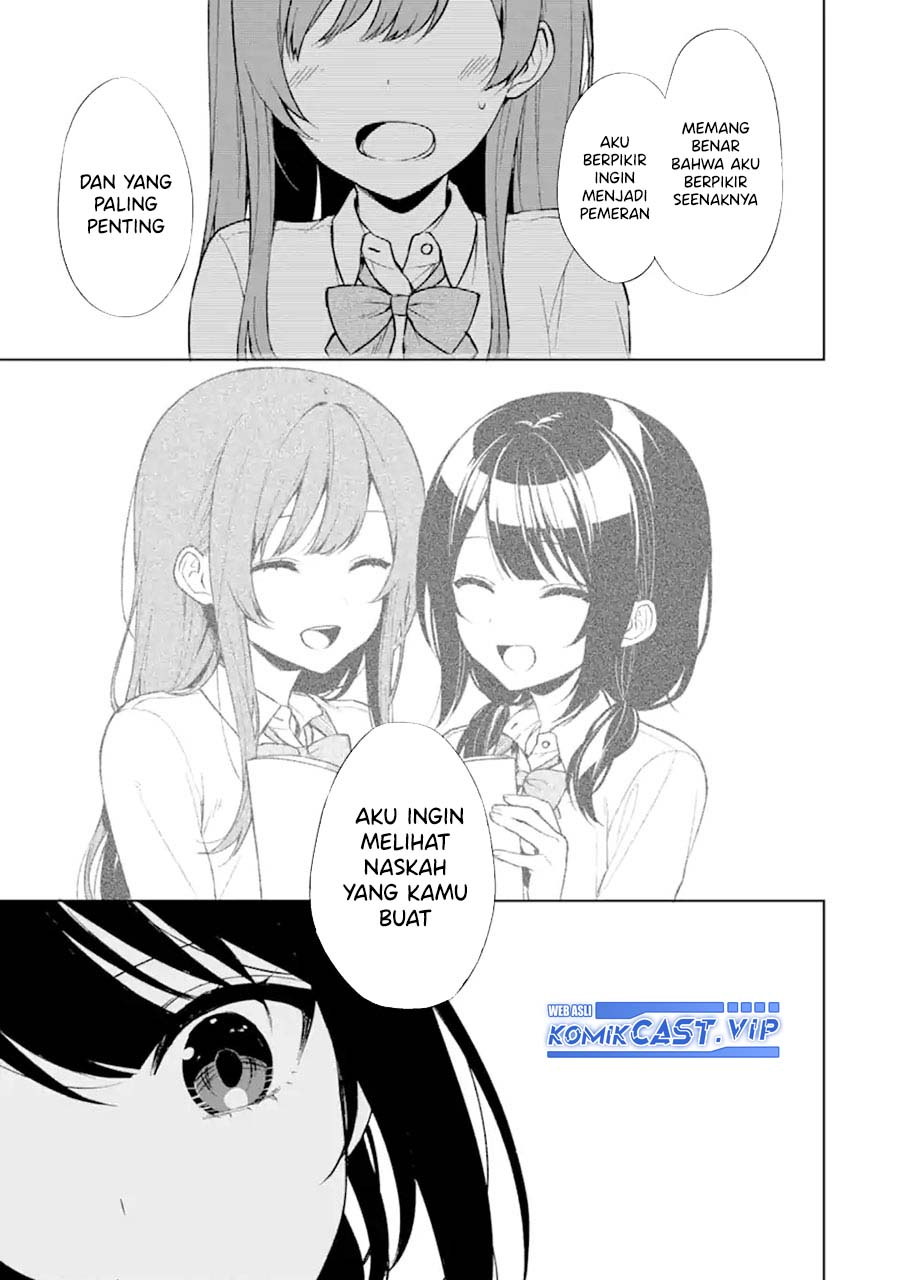 MEMANG
BENAR
BAHWA AKU
BERPIKIR
SEENAKNYA
AKU
BERPIKIR
INGIN
MENJADI
PEMERAN
DAN YANG
PALING
PENTING
AKU INGIN
MELIHAT
NASKAH
YANG KAMU
BUAT
WEB ASLI
KOMIKCAST.VIP